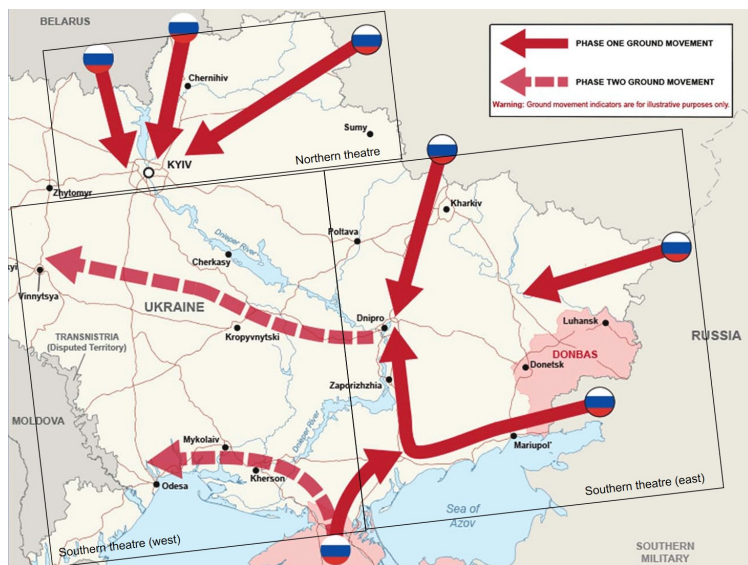 BELARUS
PHASE ONE GROUND MOVEMENT
PHASE TWO GROUND MOVEMENT
Warning: Ground movement indicators are for illustrative purposes only.
Chernihiv
Sumy
Northern theatre
KYIV
Zhytomyr
Kharkiv
Poltava
Dnieper River
Cherkasy
yi
Vinnytsya
UKRAINE
Dnipro
Luhansk
RUSSIA
TRANSNISTRIA
(Disputed Territory)
Kropyvnytski
DONBAS
Donetsk
Zaporizhzhia
MOLDOVA
Dnieper River
Mykolaiv
Mariupol'
Kherson
Odesa
Southern theatre (east)
Sea of
Azov
Southern theatre (west)
SOUTHERN
MILITARY